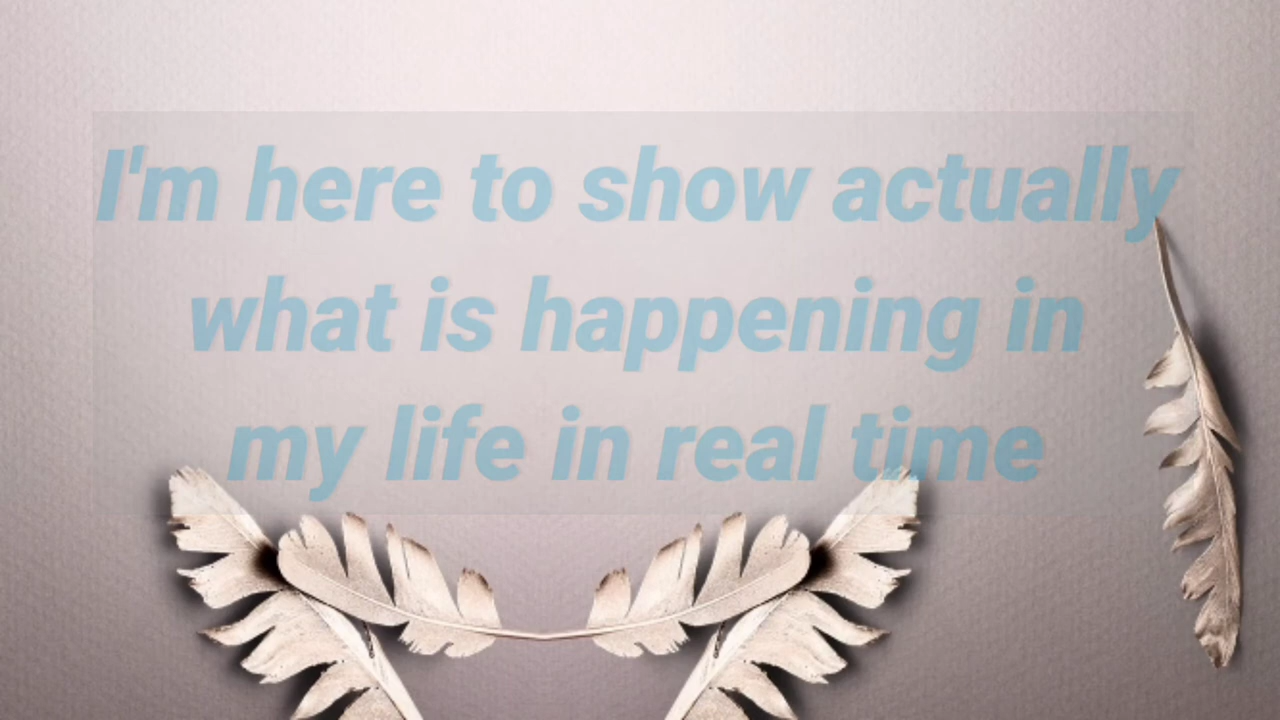 I'm here to show actually
what is happening in
my life in real time